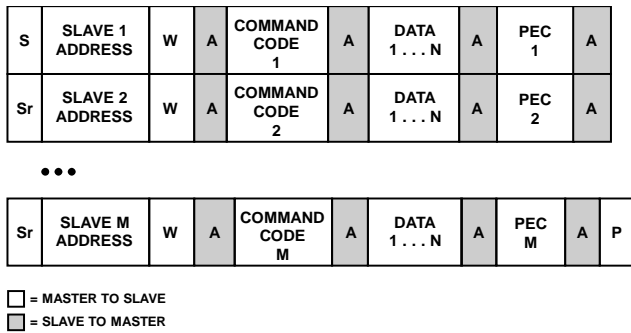 S SLAVE 1 ADDRESS W A COMMAND CODE 1 A DATA 1 . . . N A PEC 1 A
Sr SLAVE 2 ADDRESS W A COMMAND CODE 2 A DATA 1 . . . N A PEC 2 A
•••
Sr SLAVE M ADDRESS W A COMMAND CODE M A DATA 1 . . . N A PEC M A P
= MASTER TO SLAVE
= SLAVE TO MASTER